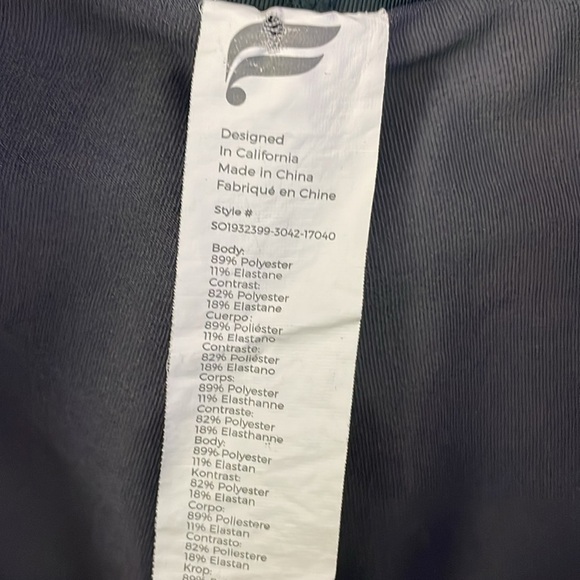 Designed
In California
Made in China
Fabriqué en Chine
Style #
SO1932399-3042-17040
Body:
89% Polyester
11% Elastane
Contrast:
82% Polyester
18% Elastane
Cuerpo:
89% Poliéster
11% Elastano
Contraste:
82% Poliéster
18% Elastano
Corps:
89% Polyester
11% Elasthanne
Contraste:
82% Polyester
18% Elasthanne
Body:
89% Polyester
11% Elastan
Kontrast:
82% Polyester
18% Elastan
Corpo:
89% Poliestere
11% Elastan
Contrasto:
82% Poliestere
18% Elastan
Krop: